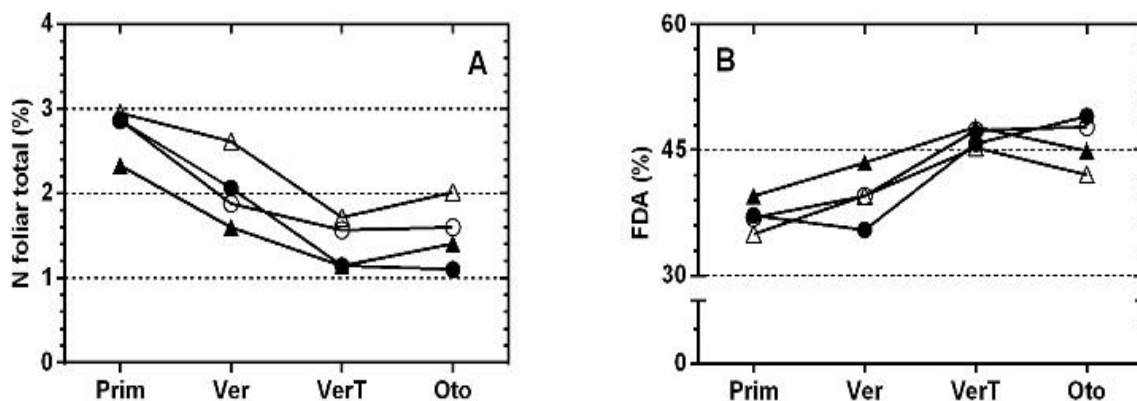 4
3
2
1
0
N foliar total (%)
A
Prim Ver VerT Oto
60
45
30
0
FDA (%)
B
Prim Ver VerT Oto